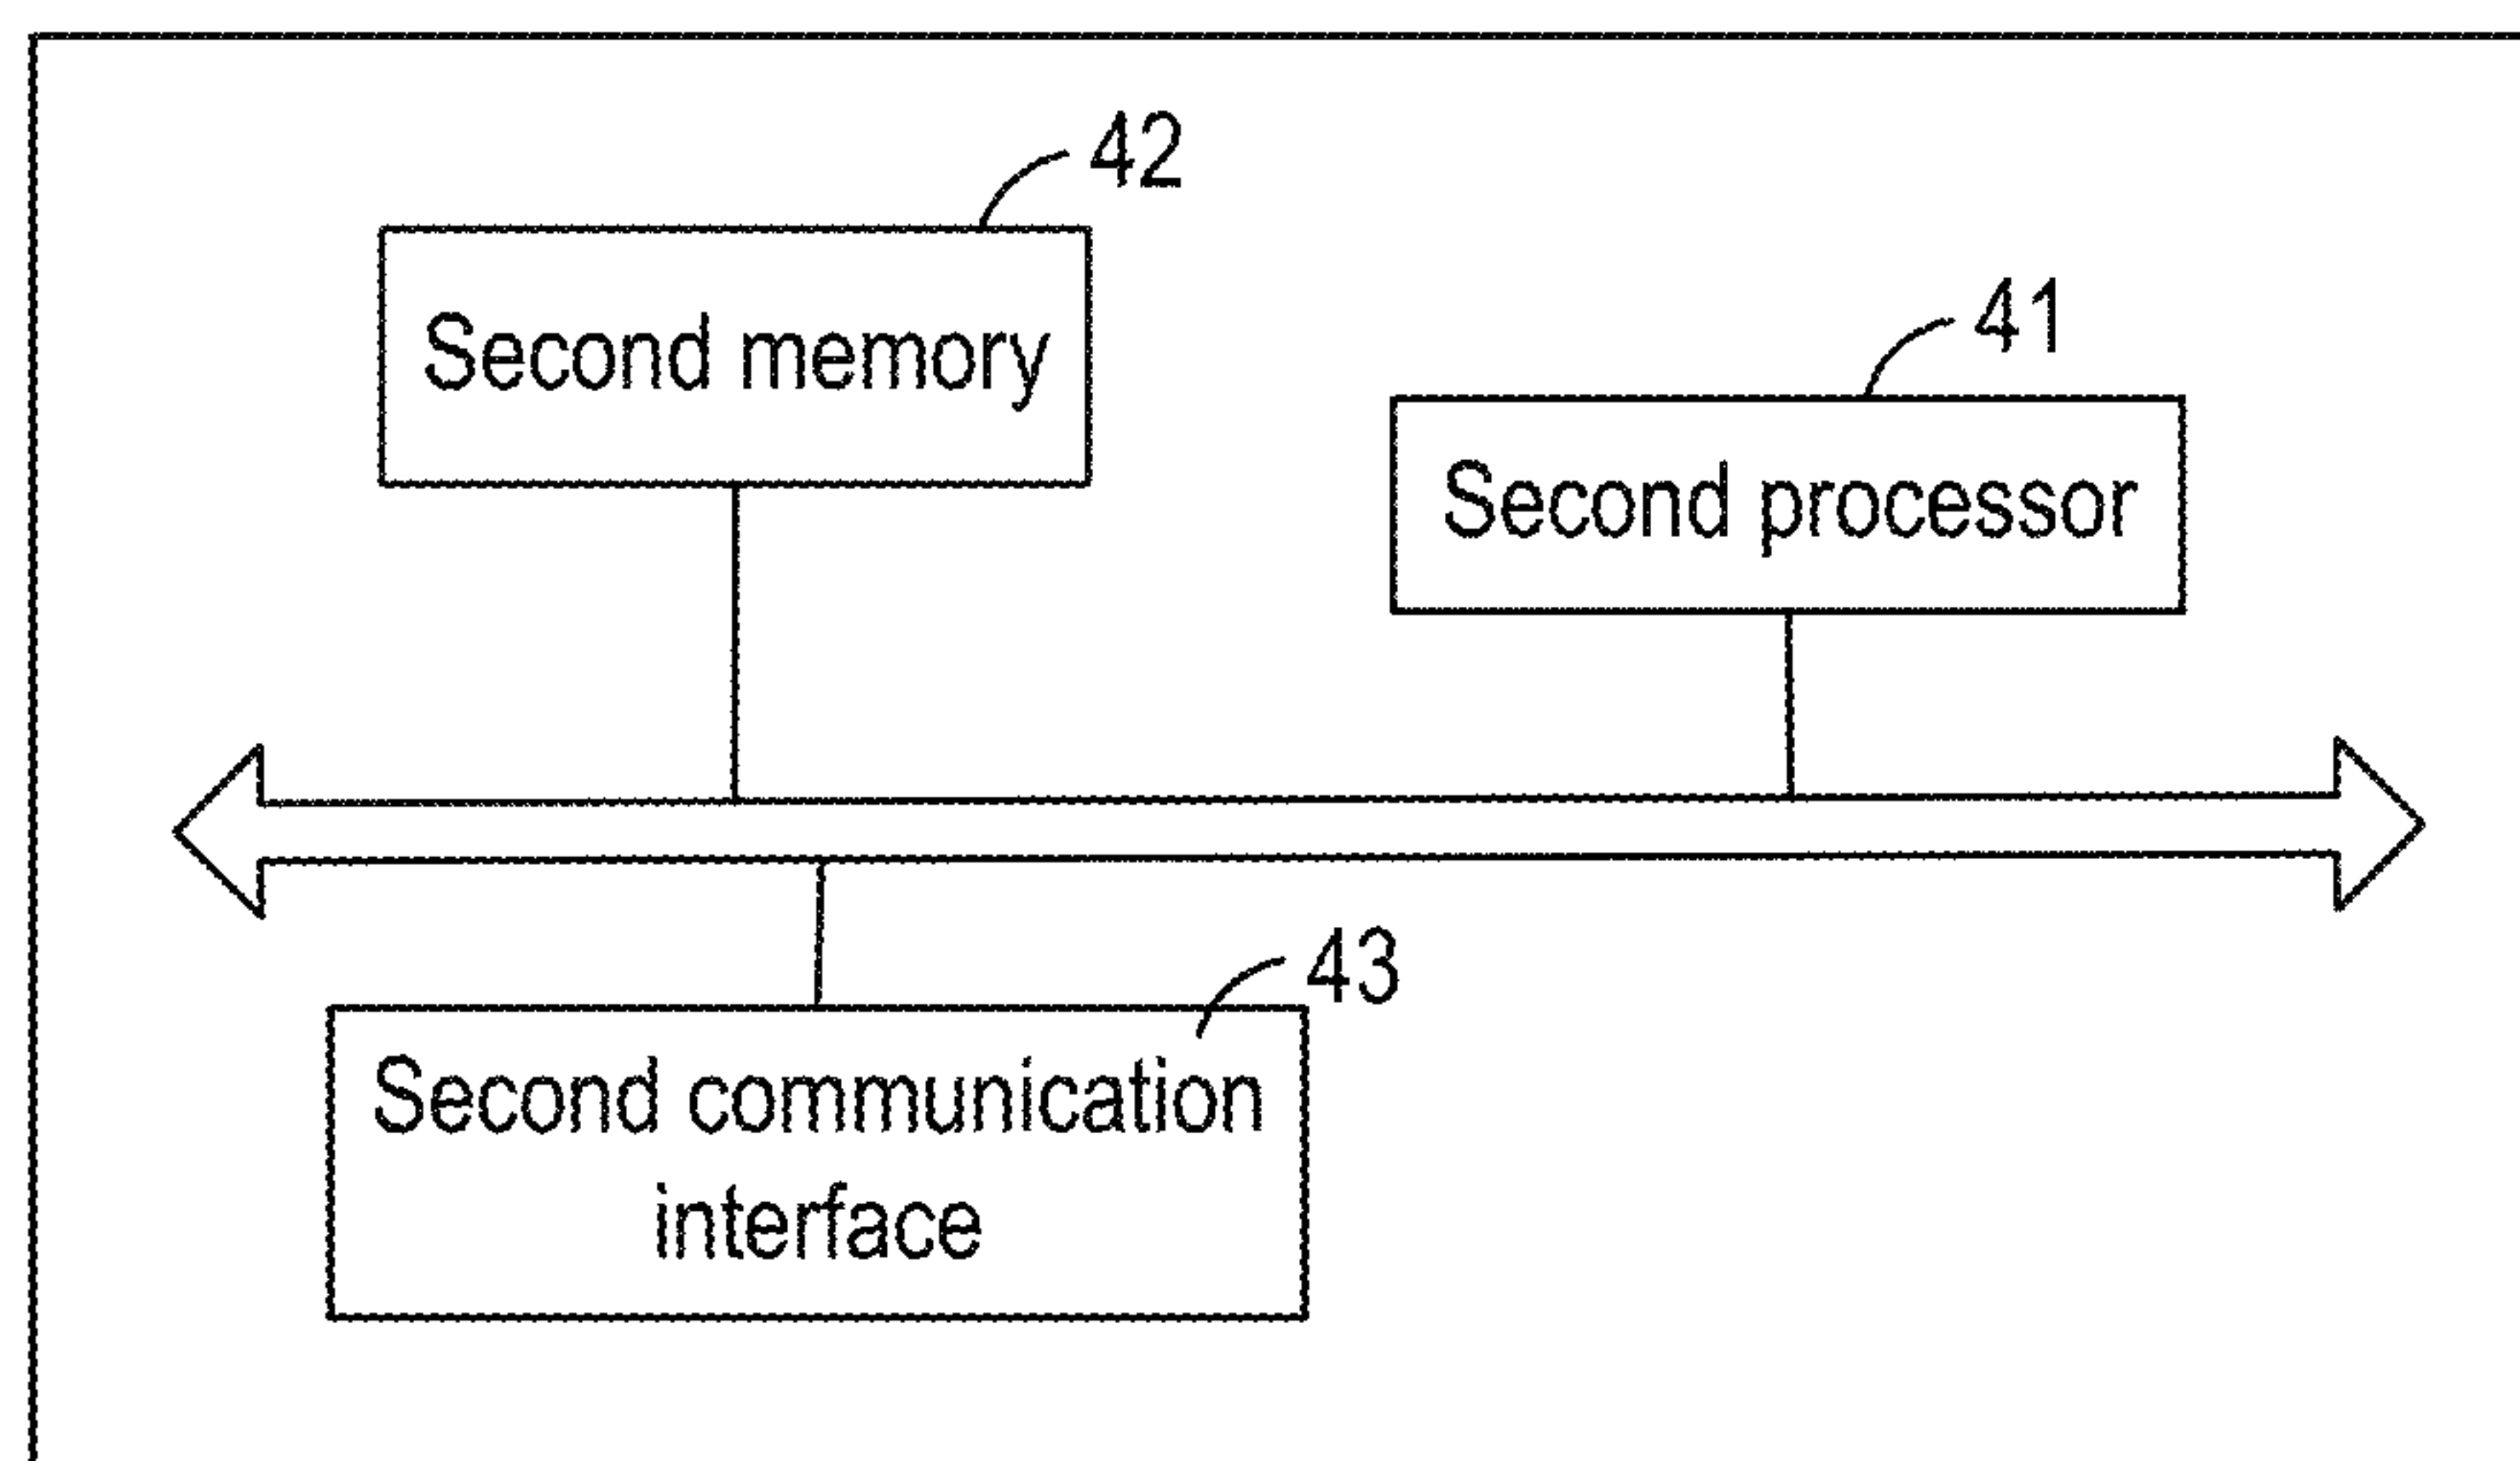 42
Second memory
41
Second processor
43
Second communication
interface